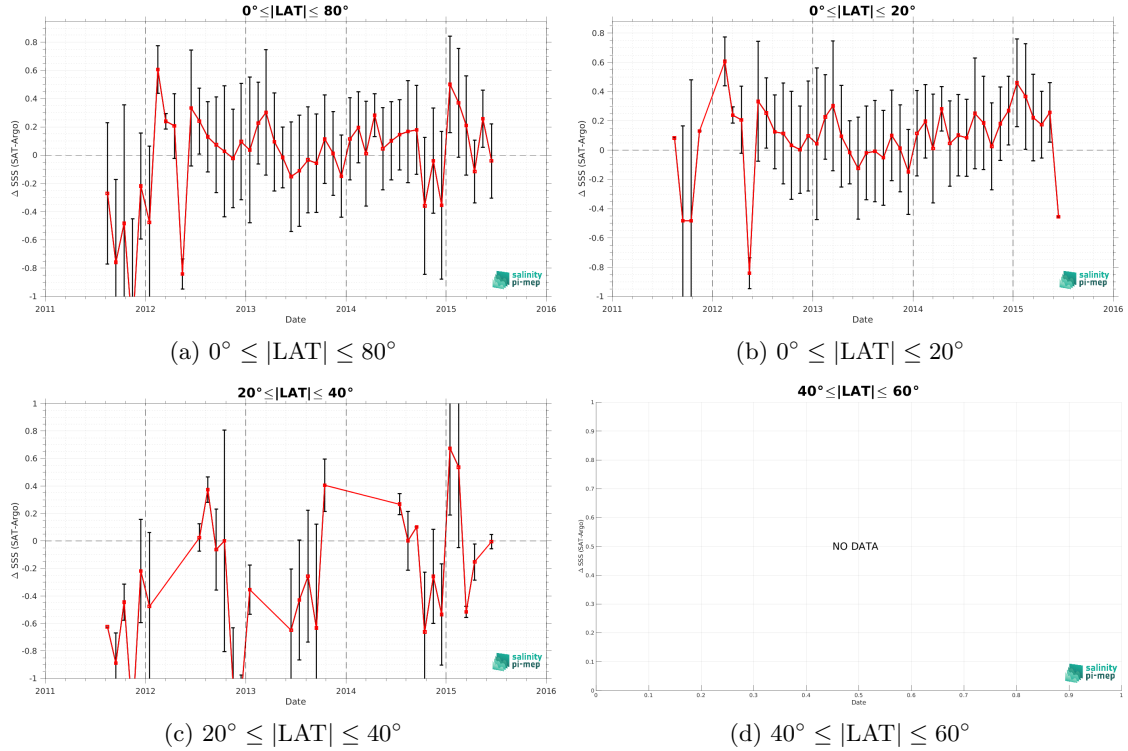 0°≤|LAT|≤ 80°
0.8
0.6
0.4
0.2
0
-0.2
-0.4
-0.6
-0.8
-1
Δ SSS (SAT-Argo)
2011
2012
2013
2014
2015
2016
Date
salinity
pi-mep
(a) 0° ≤ |LAT| ≤ 80°
0°≤|LAT|≤ 20°
0.8
0.6
0.4
0.2
0
-0.2
-0.4
-0.6
-0.8
-1
Δ SSS (SAT-Argo)
2011
2012
2013
2014
2015
2016
Date
salinity
pi-mep
(b) 0° ≤ |LAT| ≤ 20°
20°≤|LAT|≤ 40°
1
0.8
0.6
0.4
0.2
0
-0.2
-0.4
-0.6
-0.8
-1
Δ SSS (SAT-Argo)
2011
2012
2013
2014
2015
2016
Date
salinity
pi-mep
(c) 20° ≤ |LAT| ≤ 40°
40°≤|LAT|≤ 60°
1
0.9
0.8
0.7
0.6
0.5
0.4
0.3
0.2
0.1
0
Δ SSS (SAT-Argo)
NO DATA
0
0.1
0.2
0.3
0.4
0.5
0.6
0.7
0.8
0.9
1
Date
salinity
pi-mep
(d) 40° ≤ |LAT| ≤ 60°